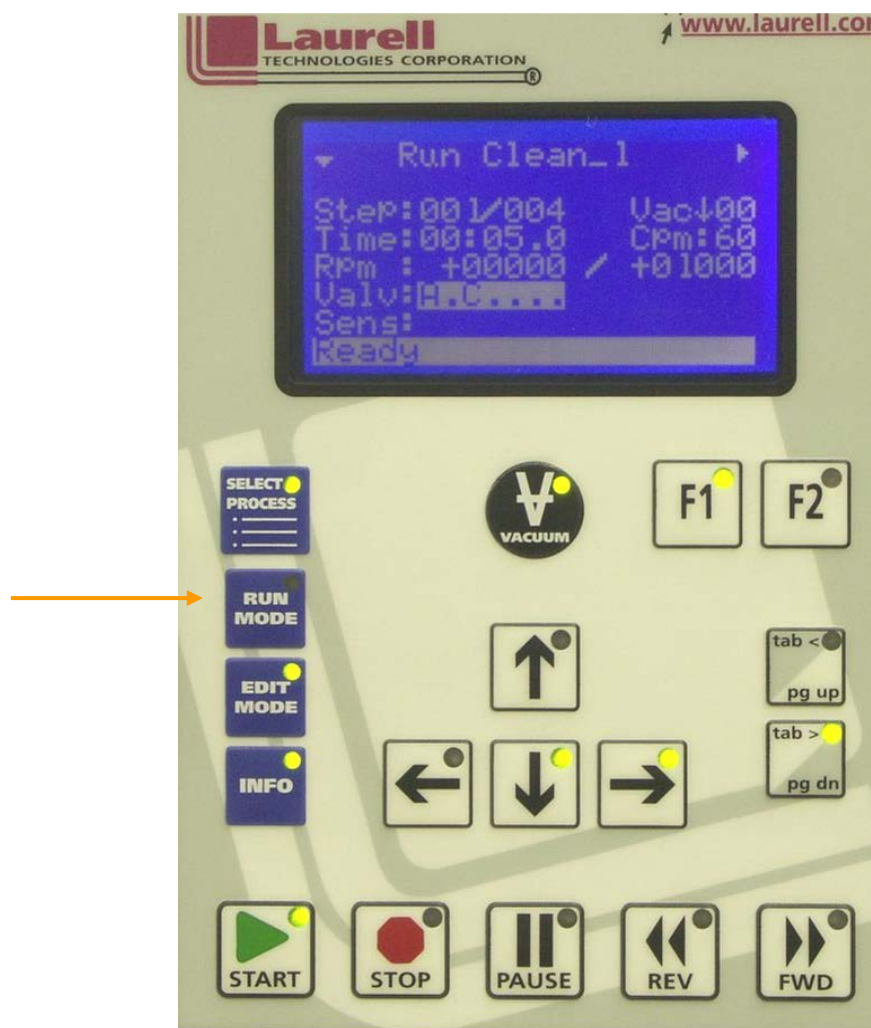 Laurell
TECHNOLOGIES CORPORATION
®
www.laurell.co
Run Clean_1
Step:001/004 Vac↓00
Time:00:05.0 Cpm:60
Rpm : +00000 / +01000
Valv:A.C....
Sens:
Ready
SELECT
PROCESS
VACUUM
F1
F2
RUN
MODE
tab <
pg up
EDIT
MODE
tab >
pg dn
INFO
START
STOP
PAUSE
REV
FWD